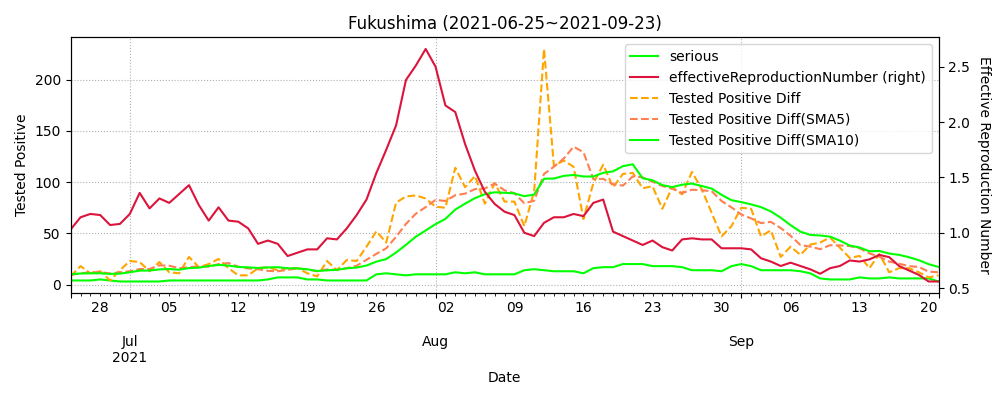 Fukushima (2021-06-25~2021-09-23)
serious
effectiveReproductionNumber (right)
Tested Positive Diff
Tested Positive Diff(SMA5)
Tested Positive Diff(SMA10)
Tested Positive
200
150
100
50
0
2.5
2.0
1.5
1.0
0.5
Effective Reproduction Number
28 05 12 19 26 02 09 16 23 30 06 13 20
Jul Aug Sep
2021
Date